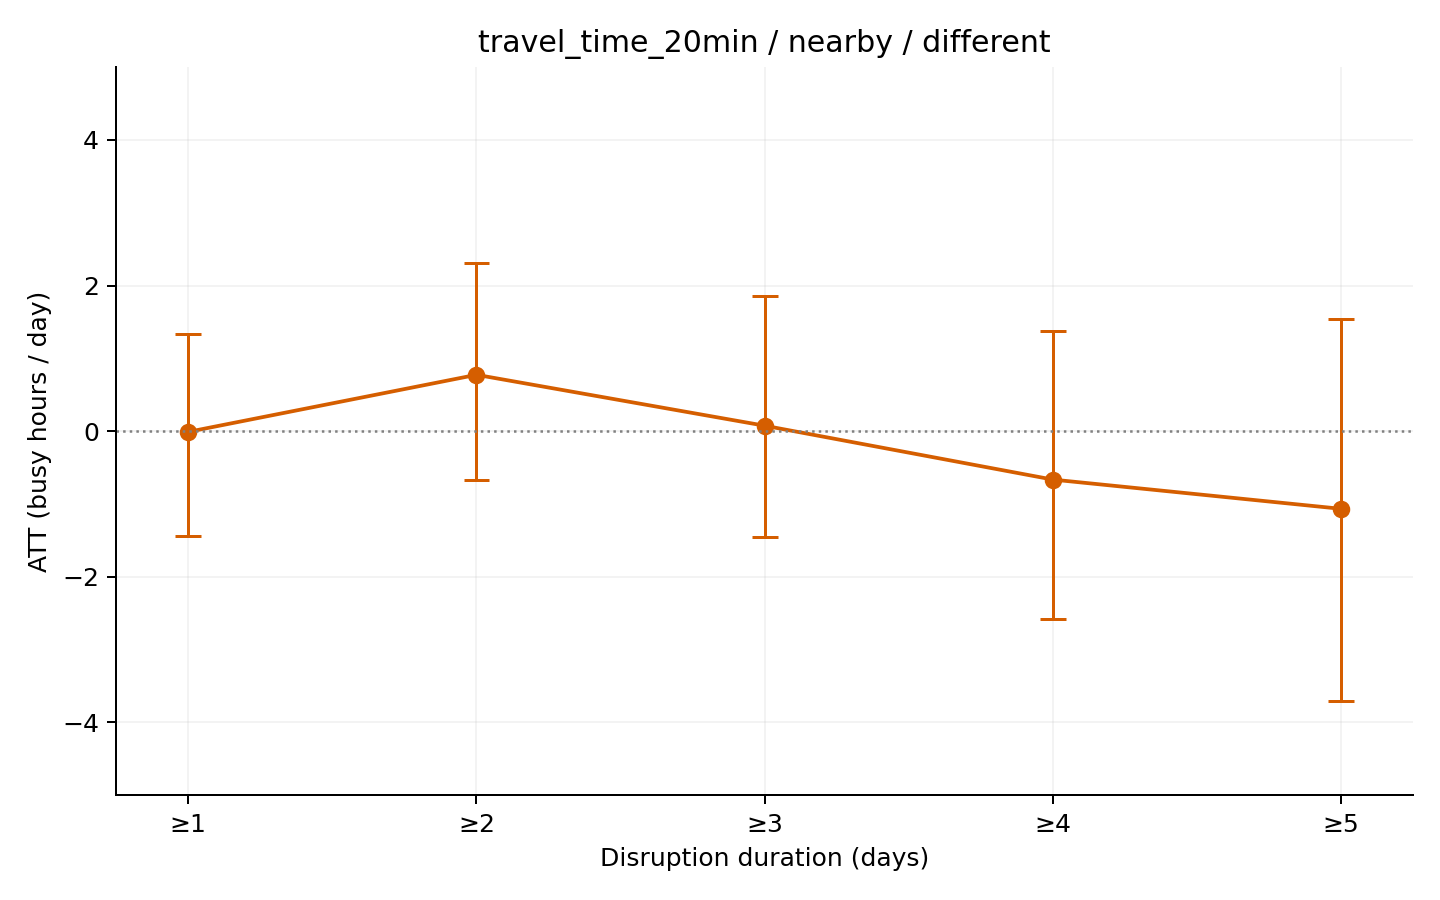 travel_time_20min / nearby / different
ATT (busy hours / day)
4
2
0
−2
−4
≥1 ≥2 ≥3 ≥4 ≥5
Disruption duration (days)